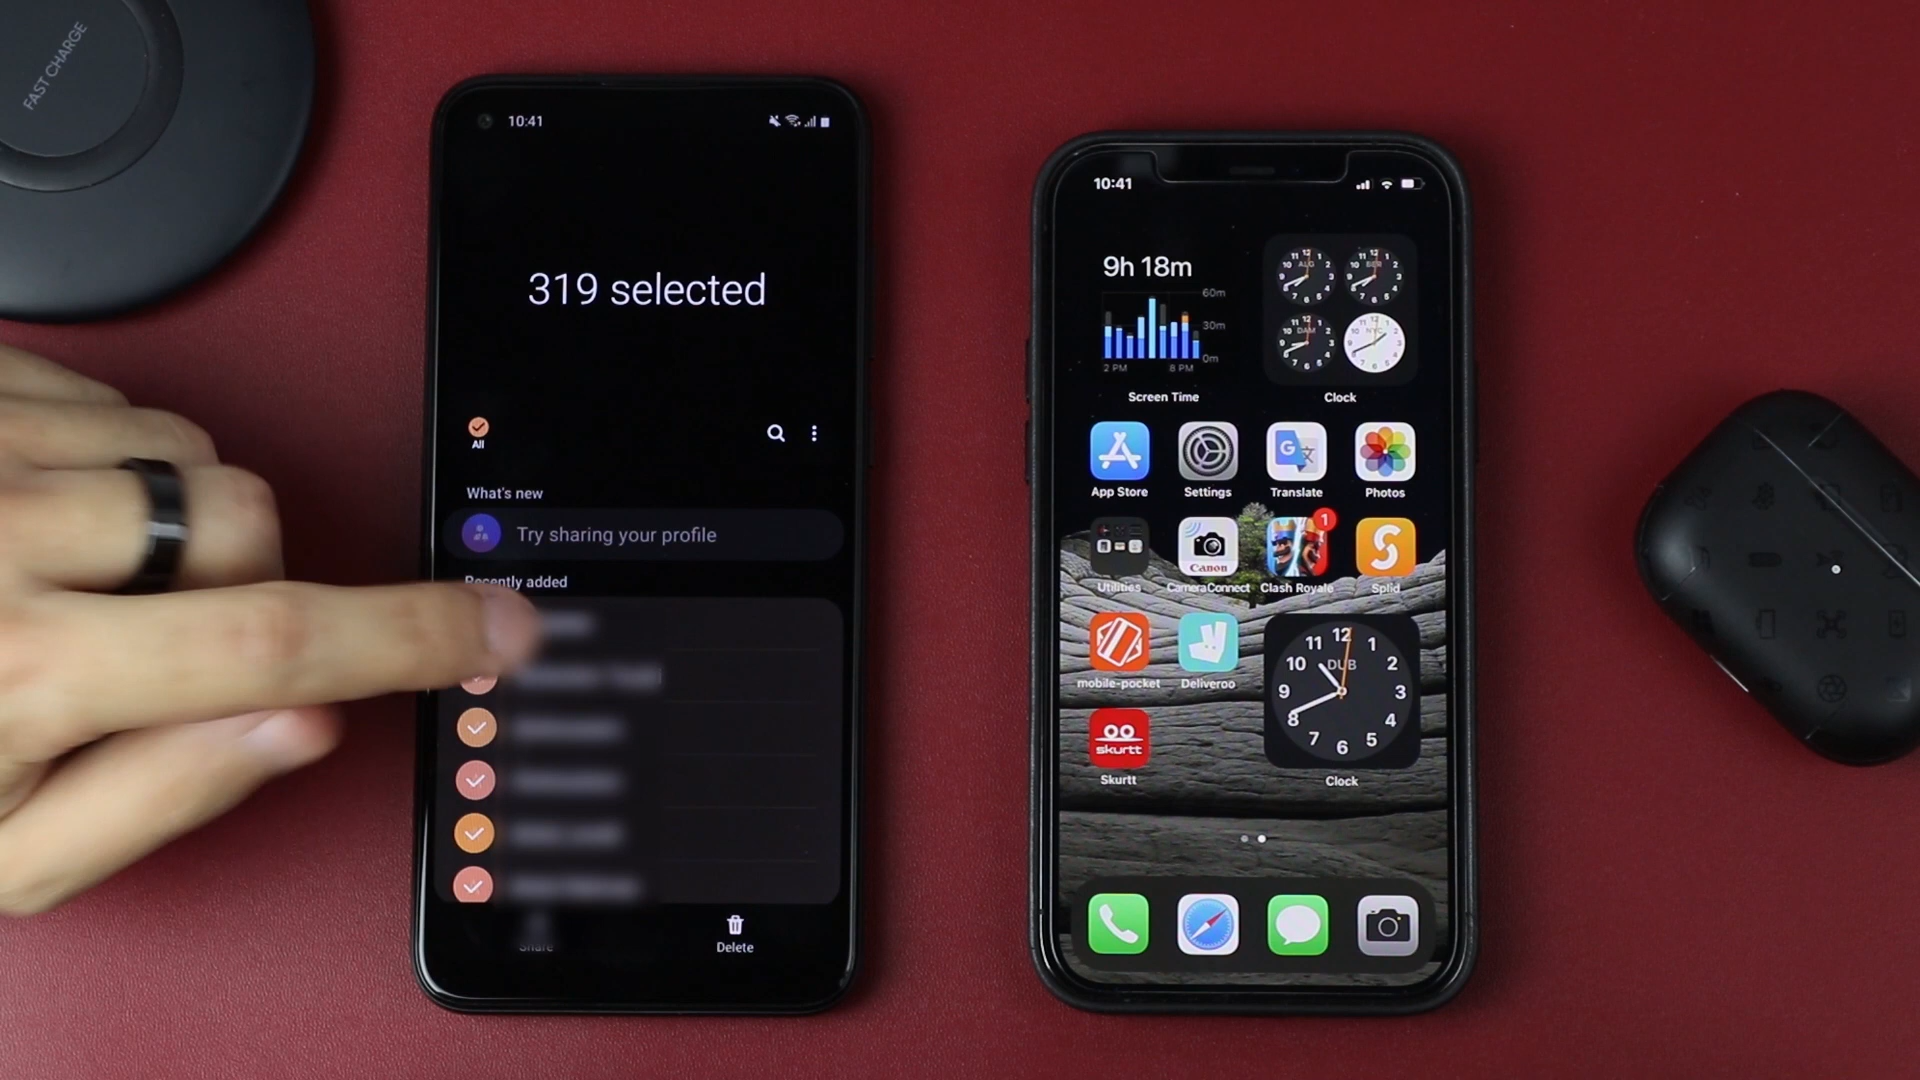 FAST CHARGE
10:41
319 selected
All
What's new
Try sharing your profile
Recently added
Share
Delete
10:41
9h 18m
60m
30m
0m
2 PM
8 PM
Screen Time
Clock
App Store
Settings
Translate
Photos
Canon
1
Utilities
CameraConnect
Clash Royale
Splid
11 12 1
10 DUB 2
9 3
8 4
7 6 5
mobile-pocket
Deliveroo
skurtt
Skurtt
Clock